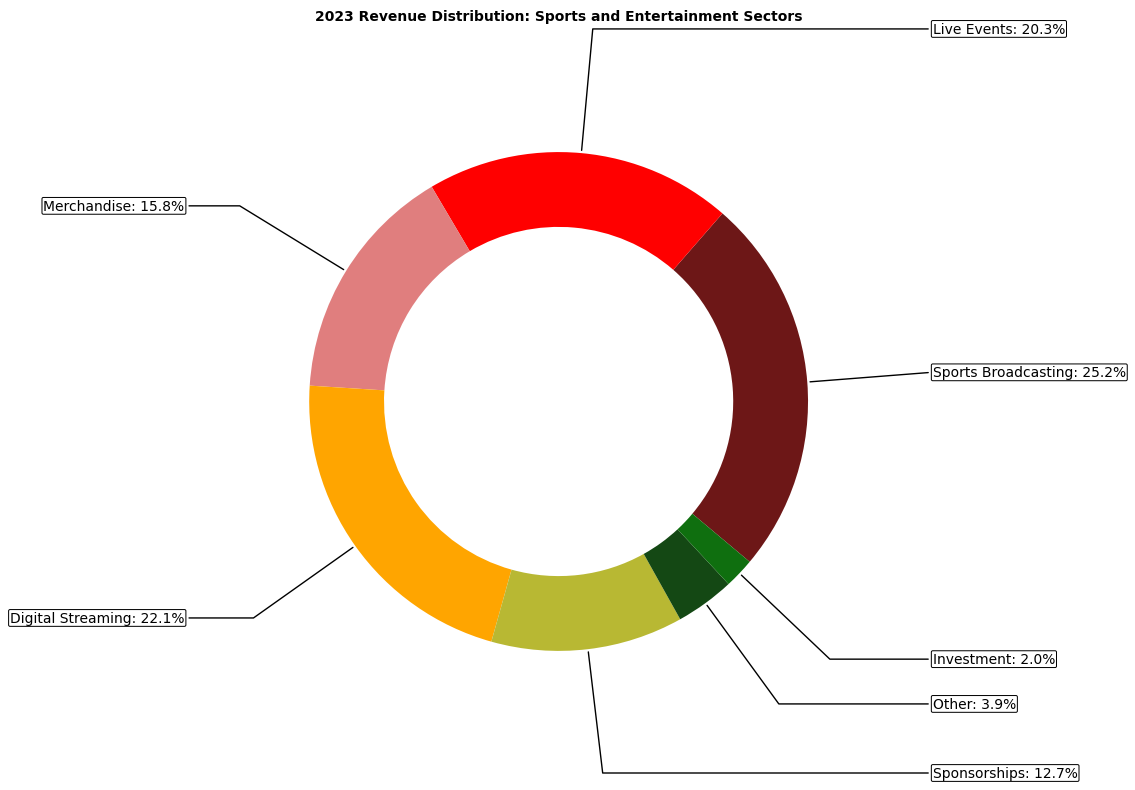 2023 Revenue Distribution: Sports and Entertainment Sectors
Live Events: 20.3%
Merchandise: 15.8%
Sports Broadcasting: 25.2%
Digital Streaming: 22.1%
Investment: 2.0%
Other: 3.9%
Sponsorships: 12.7%